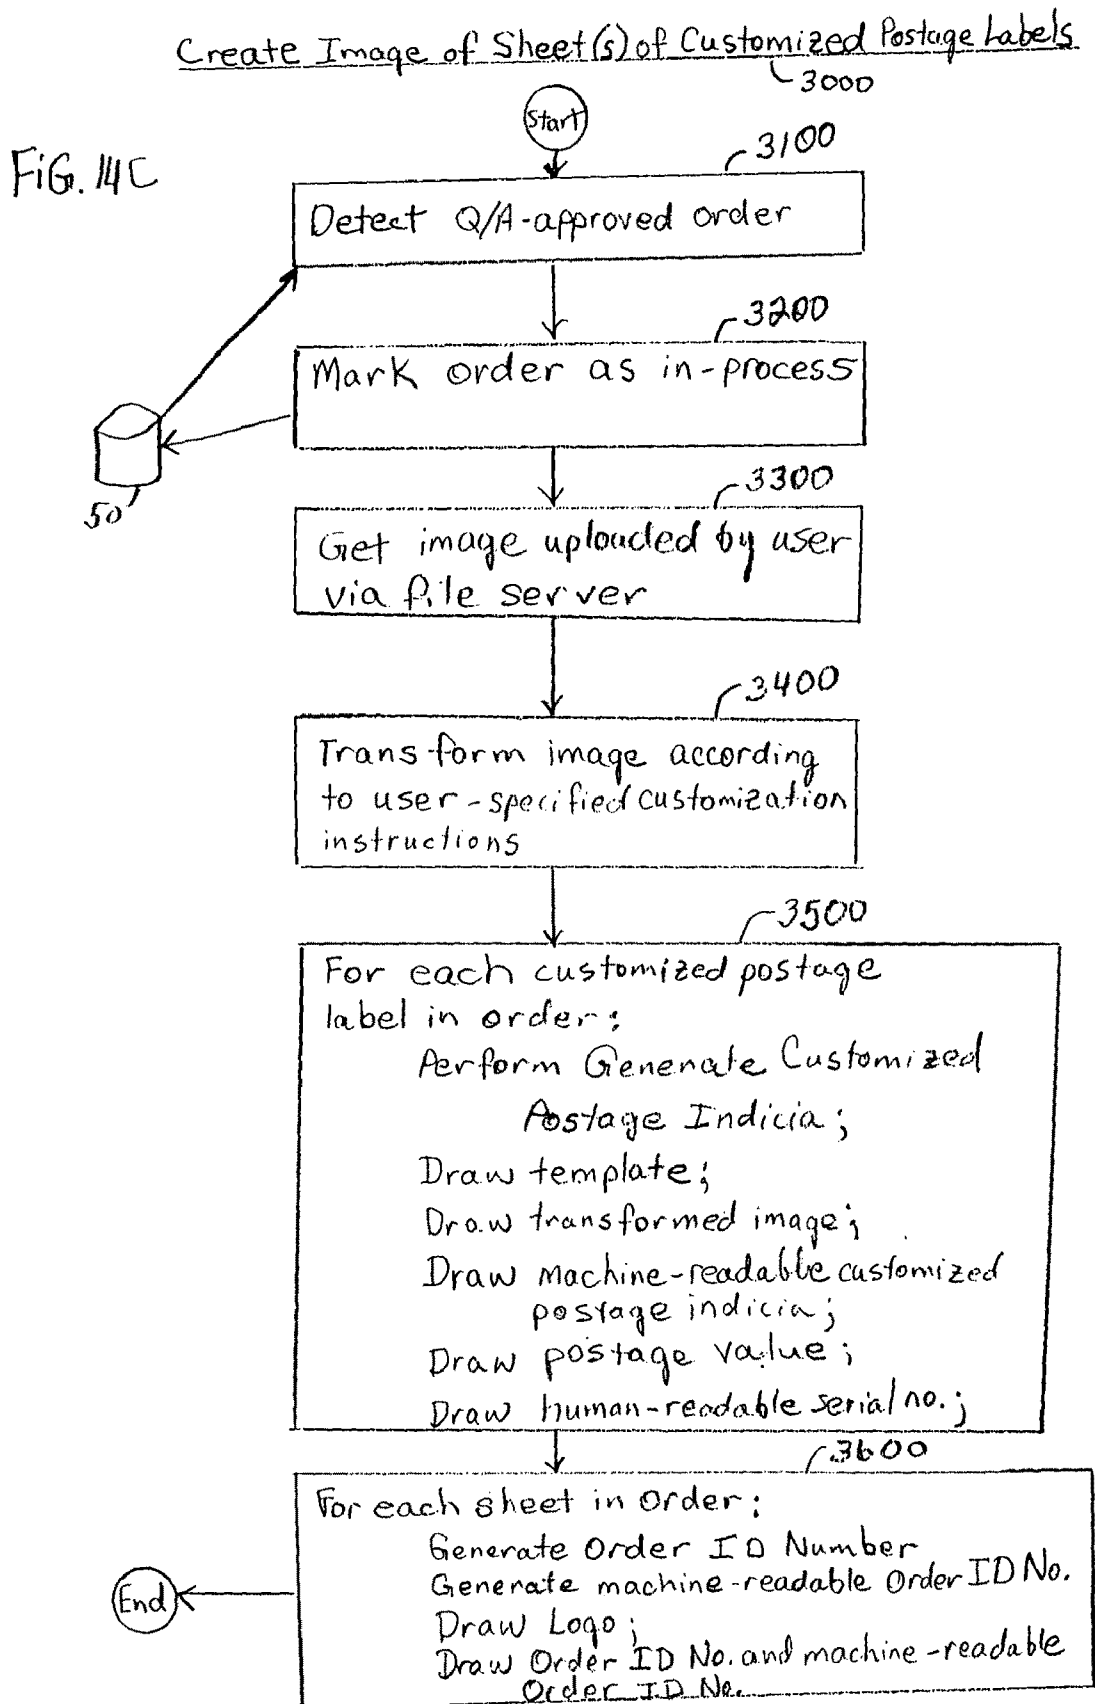 Create Image of Sheet(s) of Customized Postage Labels
3000
Start
FIG. 14C
3100
Detect Q/A-approved order
3200
Mark order as in-process
50
3300
Get image uploaded by user
via file server
3400
Transform image according
to user-specified customization
instructions
3500
For each customized postage
label in order:
Perform Generate Customized
Postage Indicia;
Draw template;
Draw transformed image;
Draw machine-readable customized
postage indicia;
Draw postage value;
Draw human-readable serial no.;
3600
For each sheet in order:
Generate Order ID Number
Generate machine-readable Order ID No.
Draw Logo;
Draw Order ID No. and machine-readable
Order ID No.
End